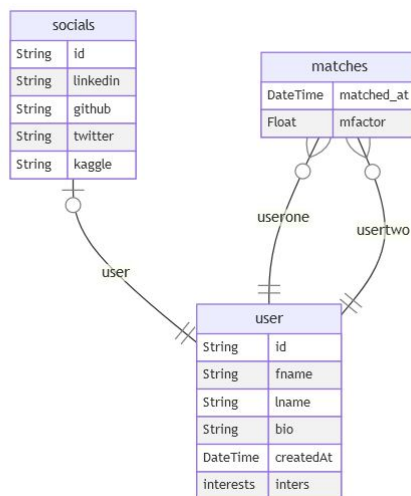 socials
String id
String linkedin
String github
String twitter
String kaggle
matches
DateTime matched_at
Float mfactor
userone
usertwo
user
user
String id
String fname
String lname
String bio
DateTime createdAt
interests inters